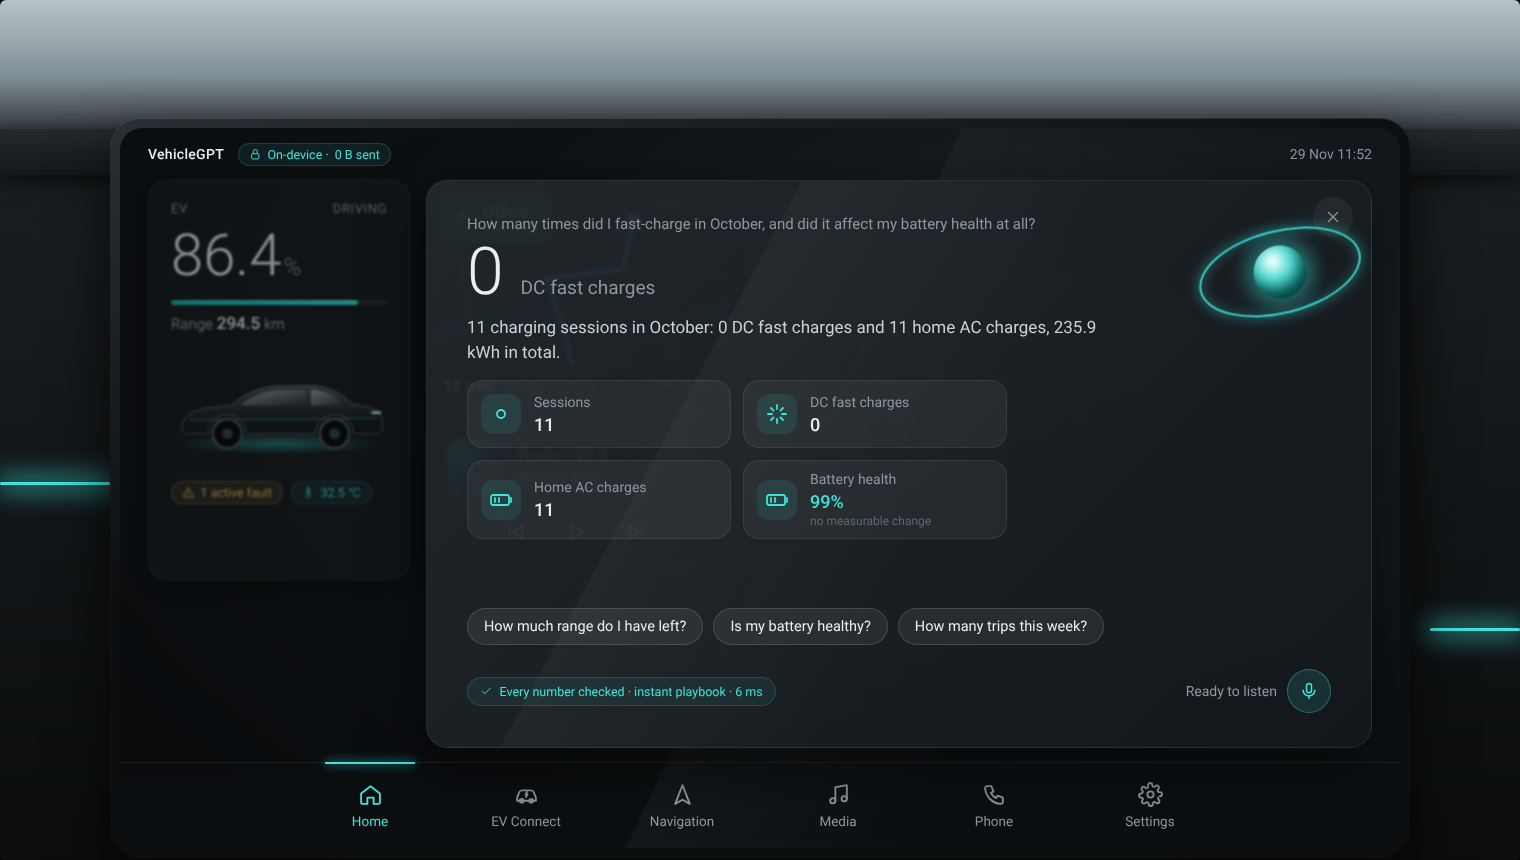 VehicleGPT
On-device · 0 B sent
29 Nov 11:52
EV
DRIVING
86.4%
Range 294.5 km
1 active fault
32.5 °C
How many times did I fast-charge in October, and did it affect my battery health at all?
0 DC fast charges
11 charging sessions in October: 0 DC fast charges and 11 home AC charges, 235.9
kWh in total.
Sessions
11
DC fast charges
0
Home AC charges
11
Battery health
99%
no measurable change
How much range do I have left?
Is my battery healthy?
How many trips this week?
Every number checked · instant playbook · 6 ms
Ready to listen
Home
EV Connect
Navigation
Media
Phone
Settings